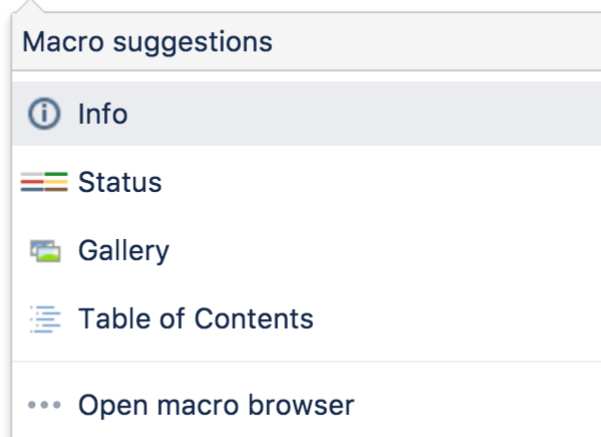 Macro suggestions
Info
Status
Gallery
Table of Contents
Open macro browser